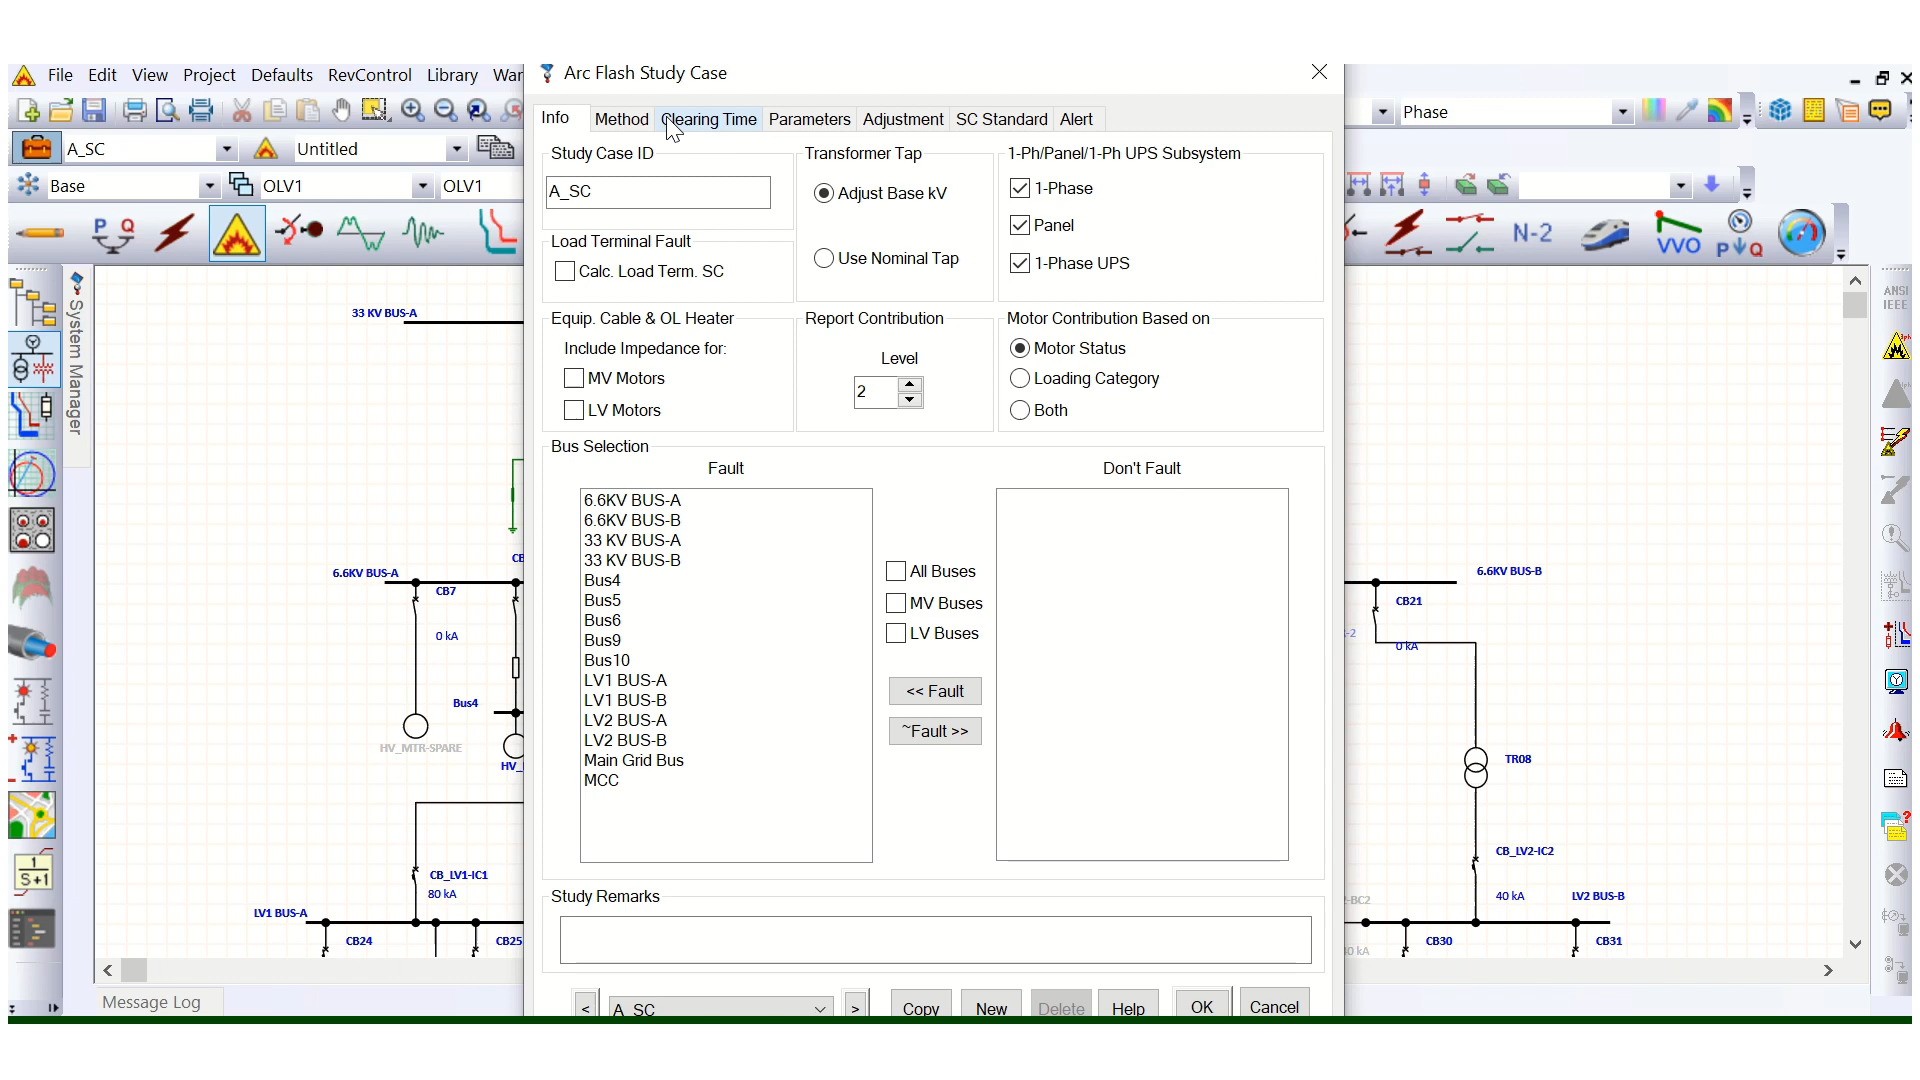 File Edit View Project Defaults RevControl Library War
Arc Flash Study Case
Phase
A_SC
Untitled
Base
OLV1
OLV1
P Q
N-2
VVO
P Q
Info Method Clearing Time Parameters Adjustment SC Standard Alert
Study Case ID
A_SC
Transformer Tap
Adjust Base kV
Use Nominal Tap
1-Ph/Panel/1-Ph UPS Subsystem
1-Phase
Panel
1-Phase UPS
Load Terminal Fault
Calc. Load Term. SC
Equip. Cable & OL Heater
Include Impedance for:
MV Motors
LV Motors
Report Contribution
Level
2
Motor Contribution Based on
Motor Status
Loading Category
Both
Bus Selection
Fault
Don't Fault
6.6KV BUS-A
6.6KV BUS-B
33 KV BUS-A
33 KV BUS-B
Bus4
Bus5
Bus6
Bus9
Bus10
LV1 BUS-A
LV1 BUS-B
LV2 BUS-A
LV2 BUS-B
Main Grid Bus
MCC
All Buses
MV Buses
LV Buses
<< Fault
~Fault >>
Study Remarks
< A_SC > Copy New Delete Help OK Cancel
System Manager
33 KV BUS-A
CB
6.6KV BUS-A
CB7
0 kA
Bus4
HV_MTR-SPARE
HV_
CB_LV1-IC1
80 kA
LV1 BUS-A
CB24
CB25
6.6KV BUS-B
CB21
-2
0 kA
TR08
CB_LV2-IC2
40 kA
LV2 BUS-B
-BC2
CB30
CB31
Message Log
1
S+1
ANSI
IEEE